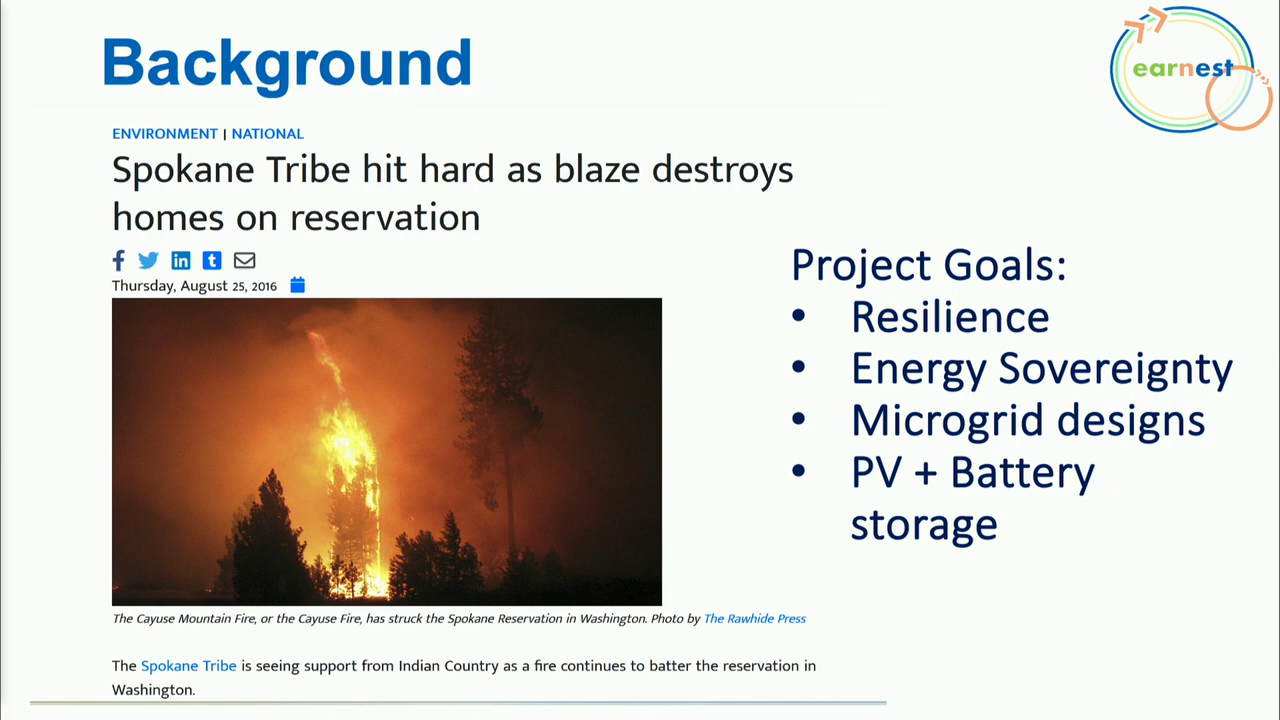 Background
earnest
ENVIRONMENT | NATIONAL
Spokane Tribe hit hard as blaze destroys
homes on reservation
Thursday, August 25, 2016
The Cayuse Mountain Fire, or the Cayuse Fire, has struck the Spokane Reservation in Washington. Photo by The Rawhide Press
The Spokane Tribe is seeing support from Indian Country as a fire continues to batter the reservation in
Washington.
Project Goals:
• Resilience
• Energy Sovereignty
• Microgrid designs
• PV + Battery
storage